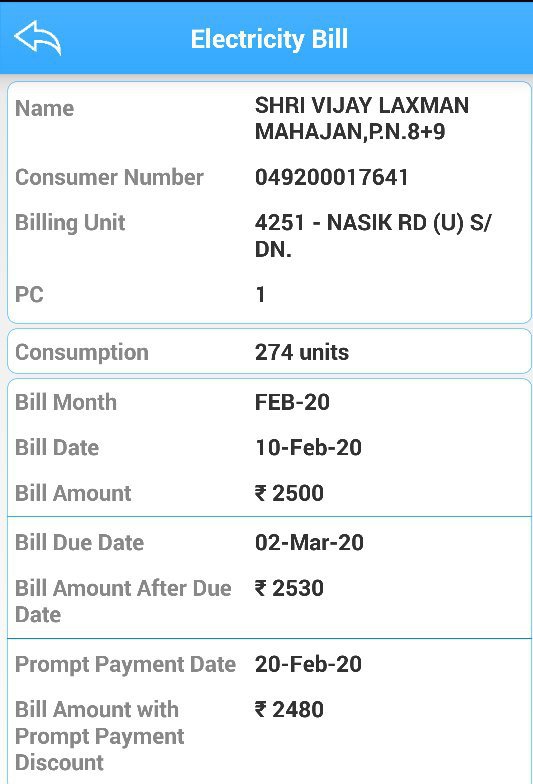 Electricity Bill
Name
SHRI VIJAY LAXMAN
MAHAJAN,P.N.8+9
Consumer Number
049200017641
Billing Unit
4251 - NASIK RD (U) S/
DN.
PC
1
Consumption
274 units
Bill Month
FEB-20
Bill Date
10-Feb-20
Bill Amount
₹ 2500
Bill Due Date
02-Mar-20
Bill Amount After Due
Date
₹ 2530
Prompt Payment Date
20-Feb-20
Bill Amount with
Prompt Payment
Discount
₹ 2480